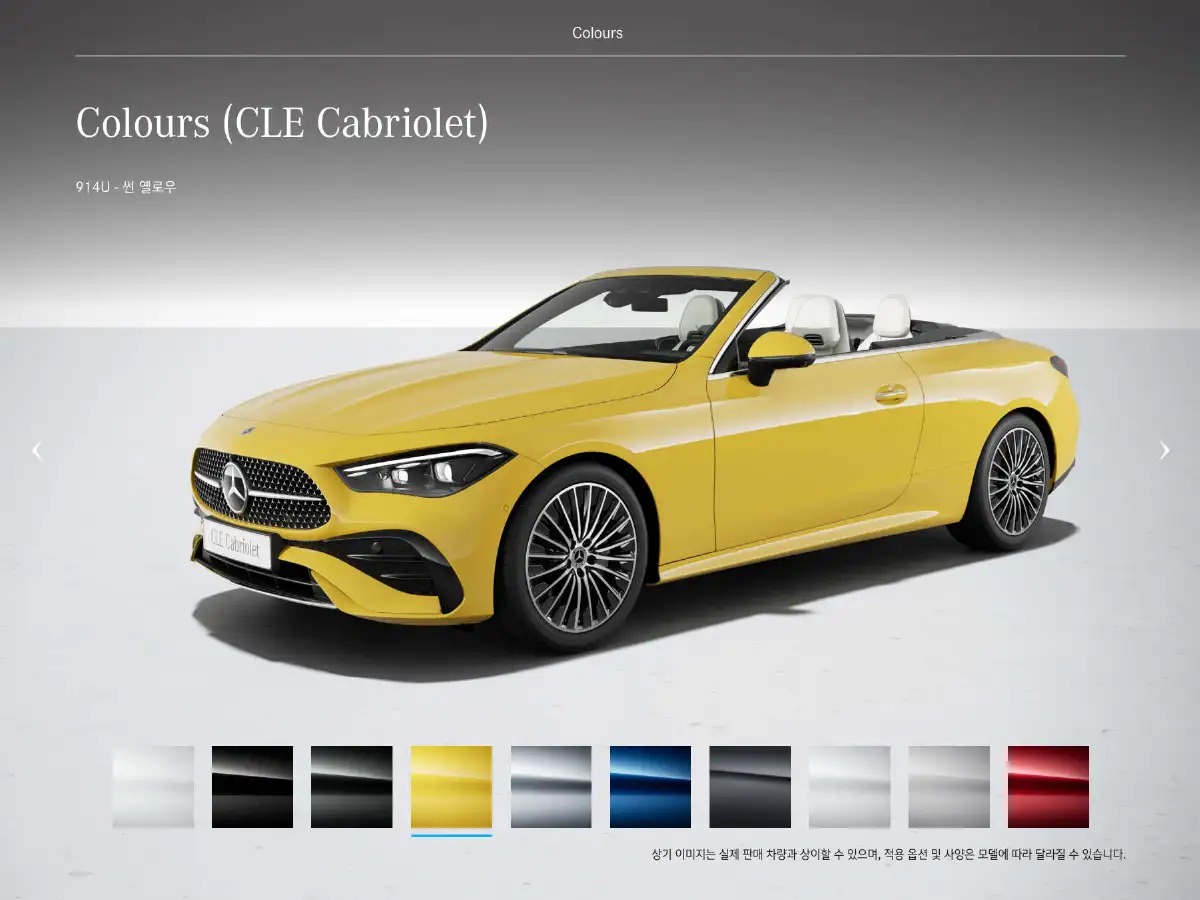 Colours
Colours (CLE Cabriolet)
914U - 썬 옐로우
CLE Cabriolet
상기 이미지는 실제 판매 차량과 상이할 수 있으며, 적용 옵션 및 사양은 모델에 따라 달라질 수 있습니다.